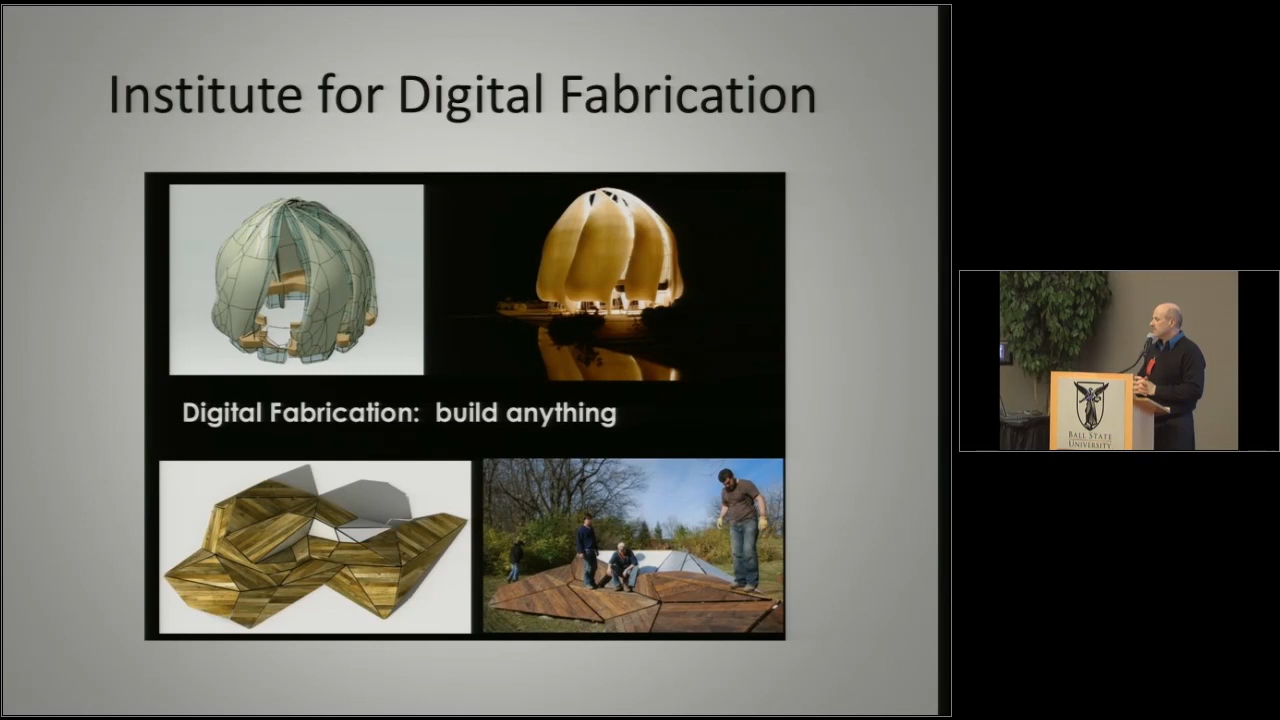 Institute for Digital Fabrication
Digital Fabrication: build anything
BALL STATE
UNIVERSITY